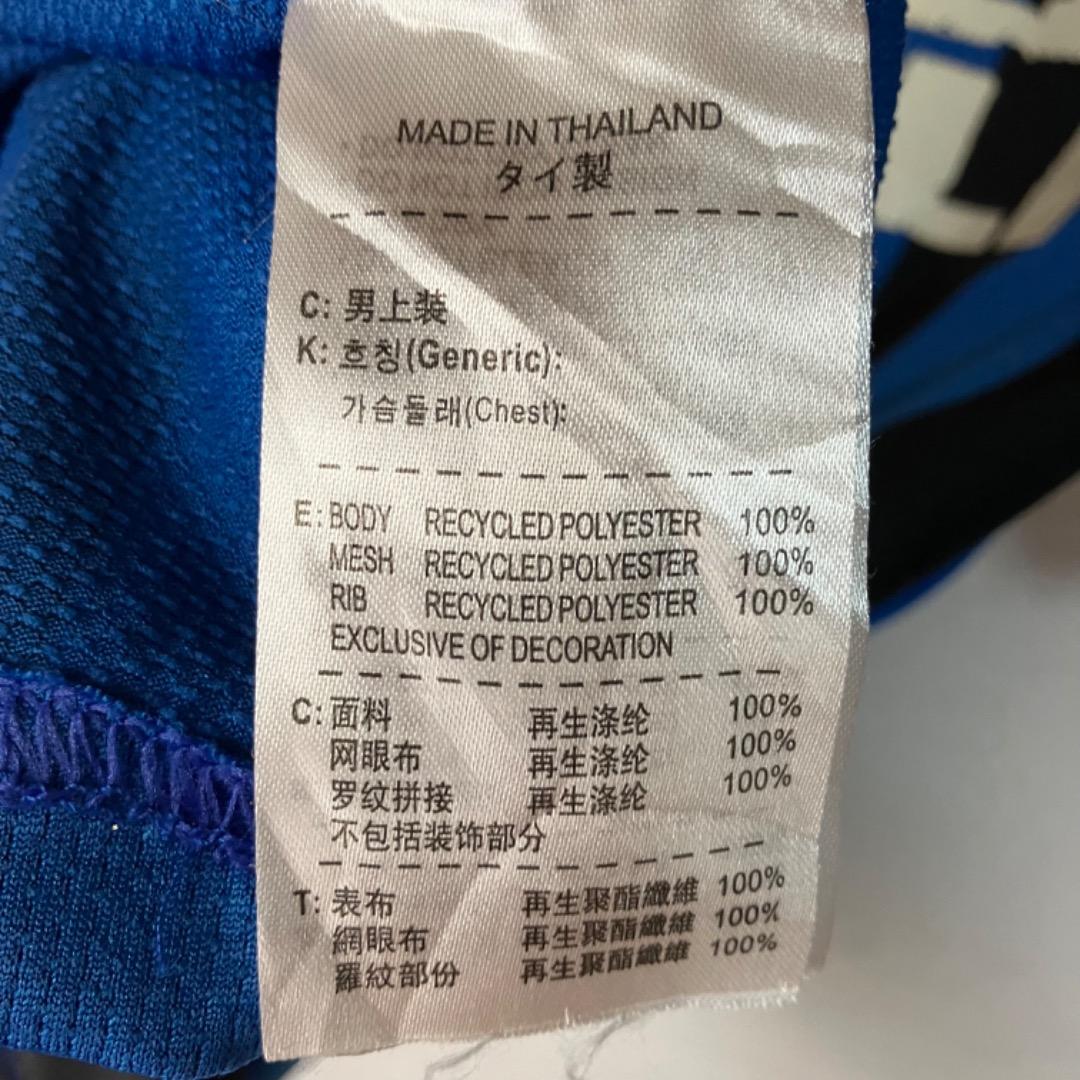 MADE IN THAILAND
タイ製
C: 男上装
K: 흐칭(Generic):
가슴둘래(Chest):
E: BODY RECYCLED POLYESTER 100%
MESH RECYCLED POLYESTER 100%
RIB RECYCLED POLYESTER 100%
EXCLUSIVE OF DECORATION
C: 面料 再生涤纶 100%
网眼布 再生涤纶 100%
罗纹拼接 再生涤纶 100%
不包括装饰部分
T: 表布 再生聚酯纖維 100%
網眼布 再生聚酯纖維 100%
羅紋部份 再生聚酯纖維 100%